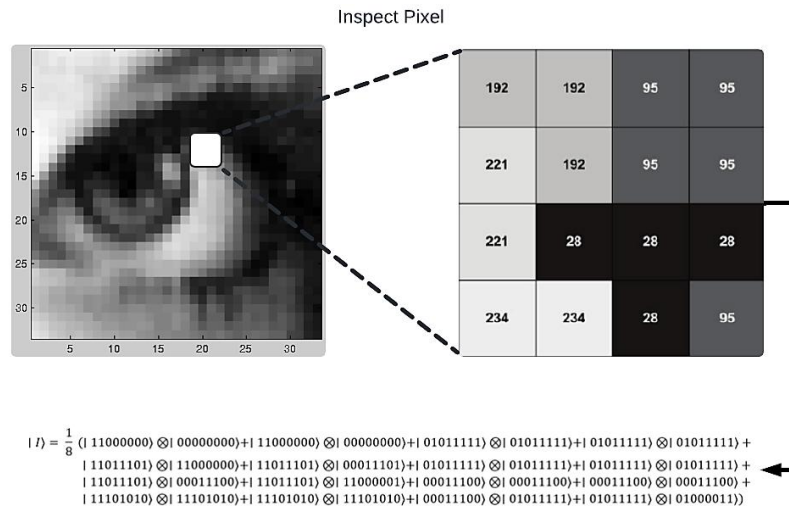 Inspect Pixel
5
10
15
20
25
30
5 10 15 20 25 30
192 192 95 95
221 192 95 95
221 28 28 28
234 234 28 95
| I⟩ = 1/8 (| 11000000⟩ ⊗| 00000000⟩+| 11000000⟩ ⊗| 00000000⟩+| 01011111⟩ ⊗| 01011111⟩+| 01011111⟩ ⊗| 01011111⟩ +
| 11011101⟩ ⊗| 11000000⟩+| 11011101⟩ ⊗| 00011101⟩+| 01011111⟩ ⊗| 01011111⟩+| 01011111⟩ ⊗| 01011111⟩ +
| 11011101⟩ ⊗| 00011100⟩+| 11011101⟩ ⊗| 11000001⟩+| 00011100⟩ ⊗| 00011100⟩+| 00011100⟩ ⊗| 00011100⟩ +
| 11101010⟩ ⊗| 11101010⟩+| 11101010⟩ ⊗| 11101010⟩+| 00011100⟩ ⊗| 01011111⟩+| 01011111⟩ ⊗| 01000011⟩)